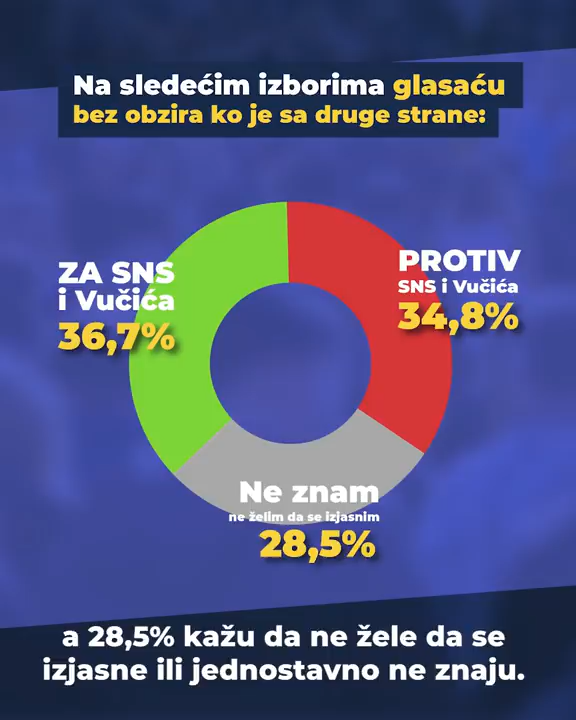 Na sledećim izborima glasaću
bez obzira ko je sa druge strane:
ZA SNS
i Vučića
36,7%
PROTIV
SNS i Vučića
34,8%
Ne znam
ne želim da se izjasnim
28,5%
a 28,5% kažu da ne žele da se
izjasne ili jednostavno ne znaju.